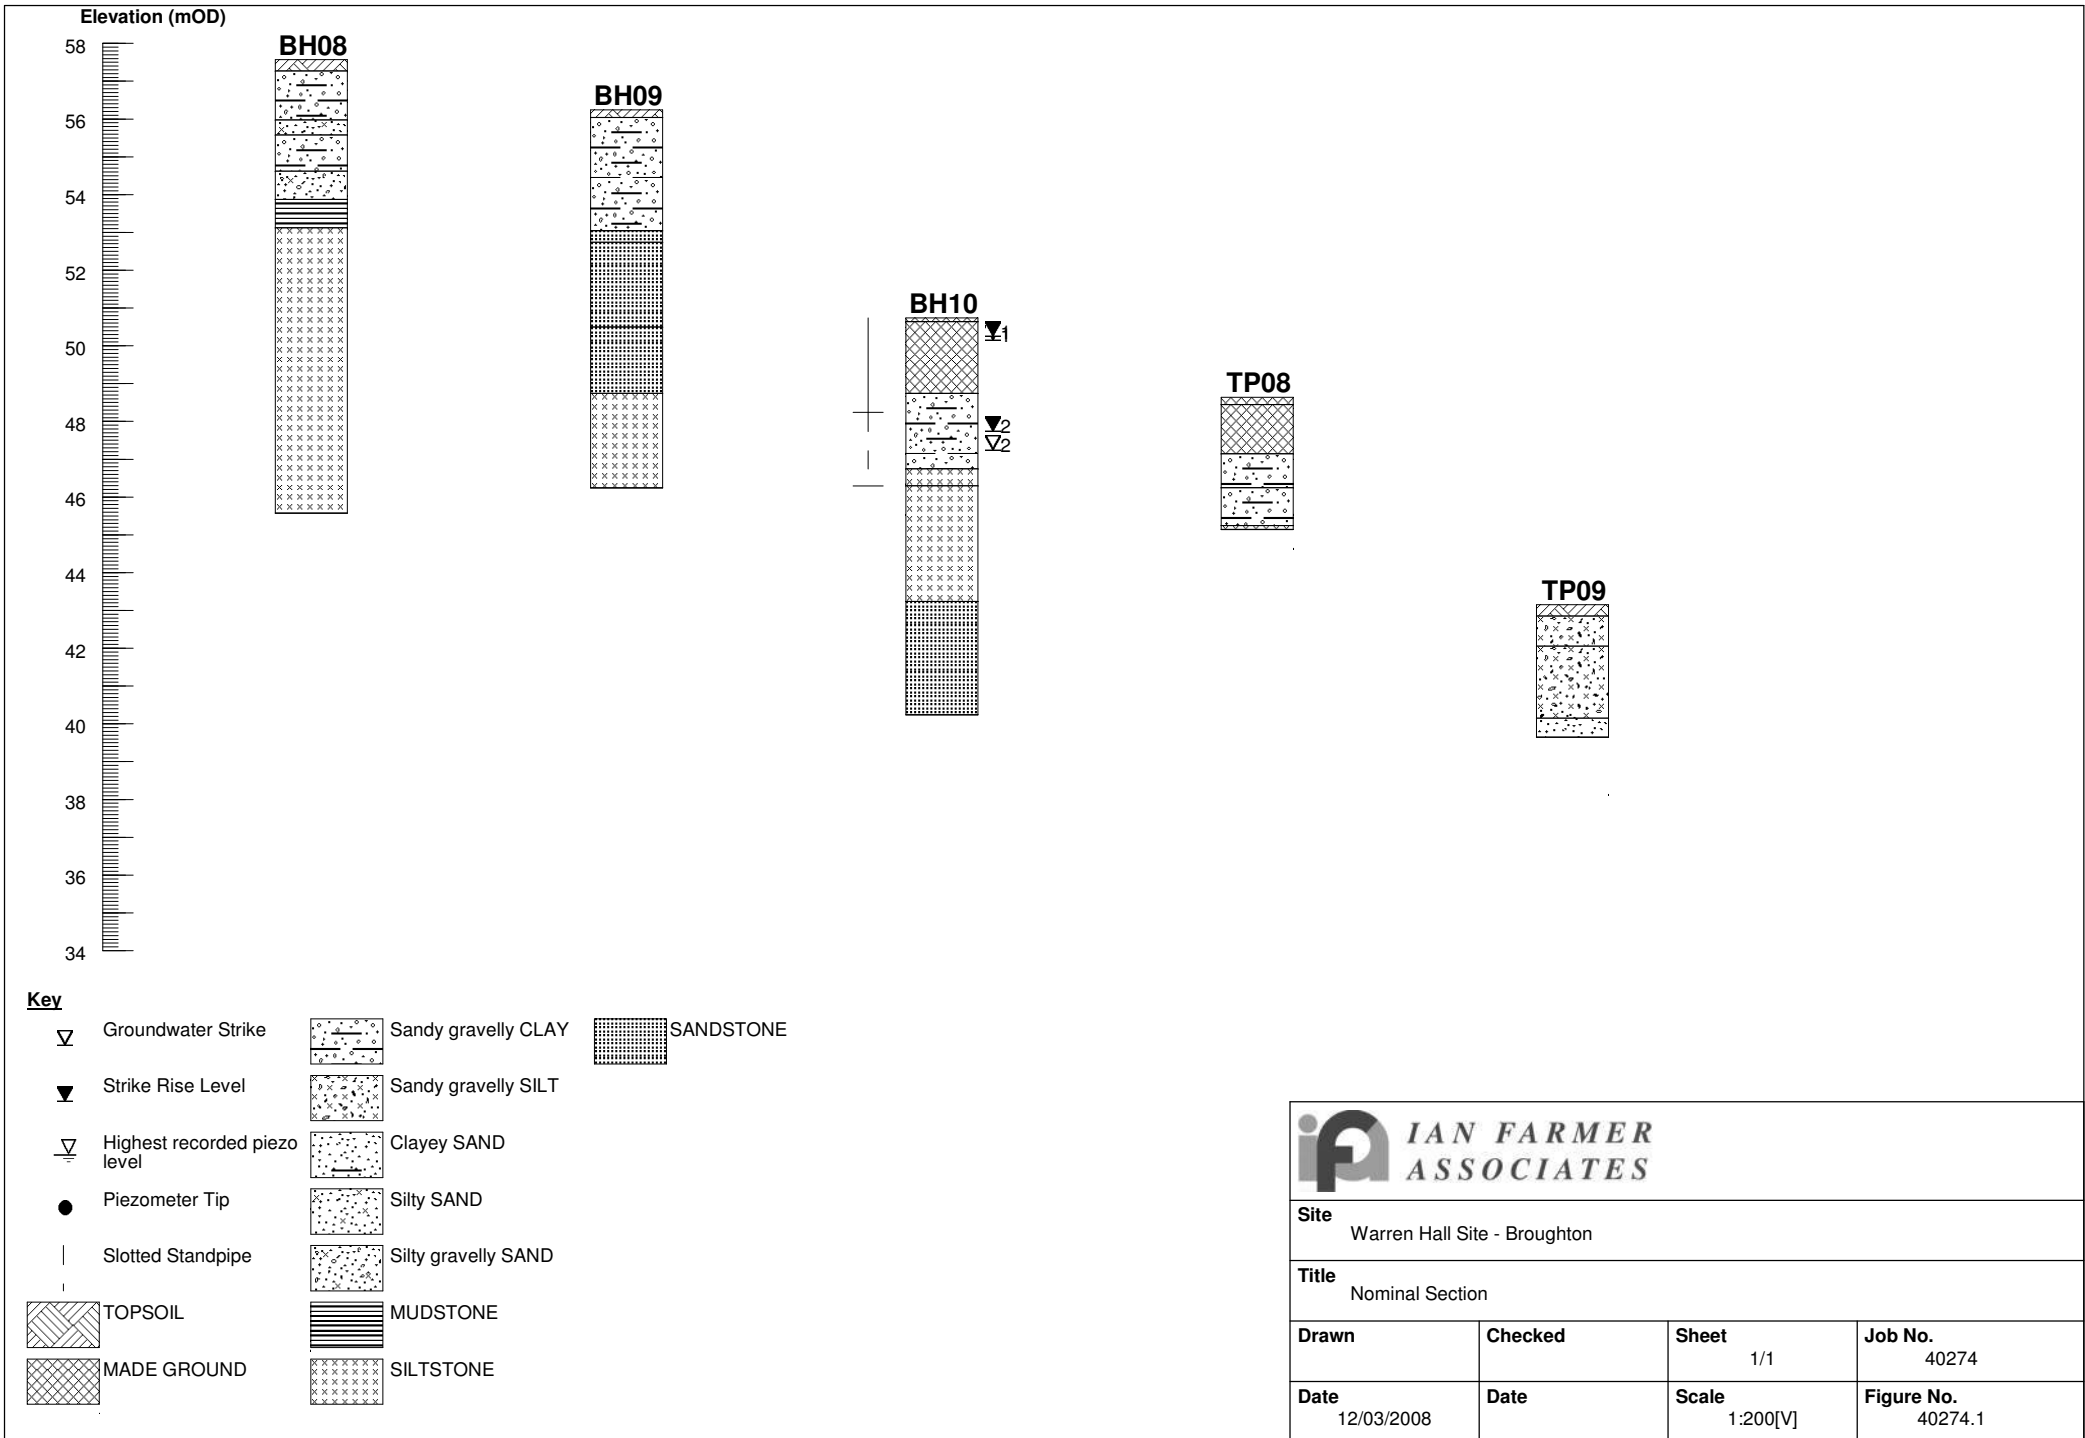 Elevation (mOD)
58
56
54
52
50
48
46
44
42
40
38
36
34
BH08
BH09
BH10
1
2
2
TP08
TP09
Key
Groundwater Strike
Strike Rise Level
Highest recorded piezo
level
Piezometer Tip
Slotted Standpipe
TOPSOIL
MADE GROUND
Sandy gravelly CLAY
Sandy gravelly SILT
Clayey SAND
Silty SAND
Silty gravelly SAND
MUDSTONE
SILTSTONE
SANDSTONE
ifa
IAN FARMER
ASSOCIATES
Site
Warren Hall Site - Broughton
Title
Nominal Section
Drawn
Checked
Sheet
1/1
Job No.
40274
Date
12/03/2008
Date
Scale
1:200[V]
Figure No.
40274.1